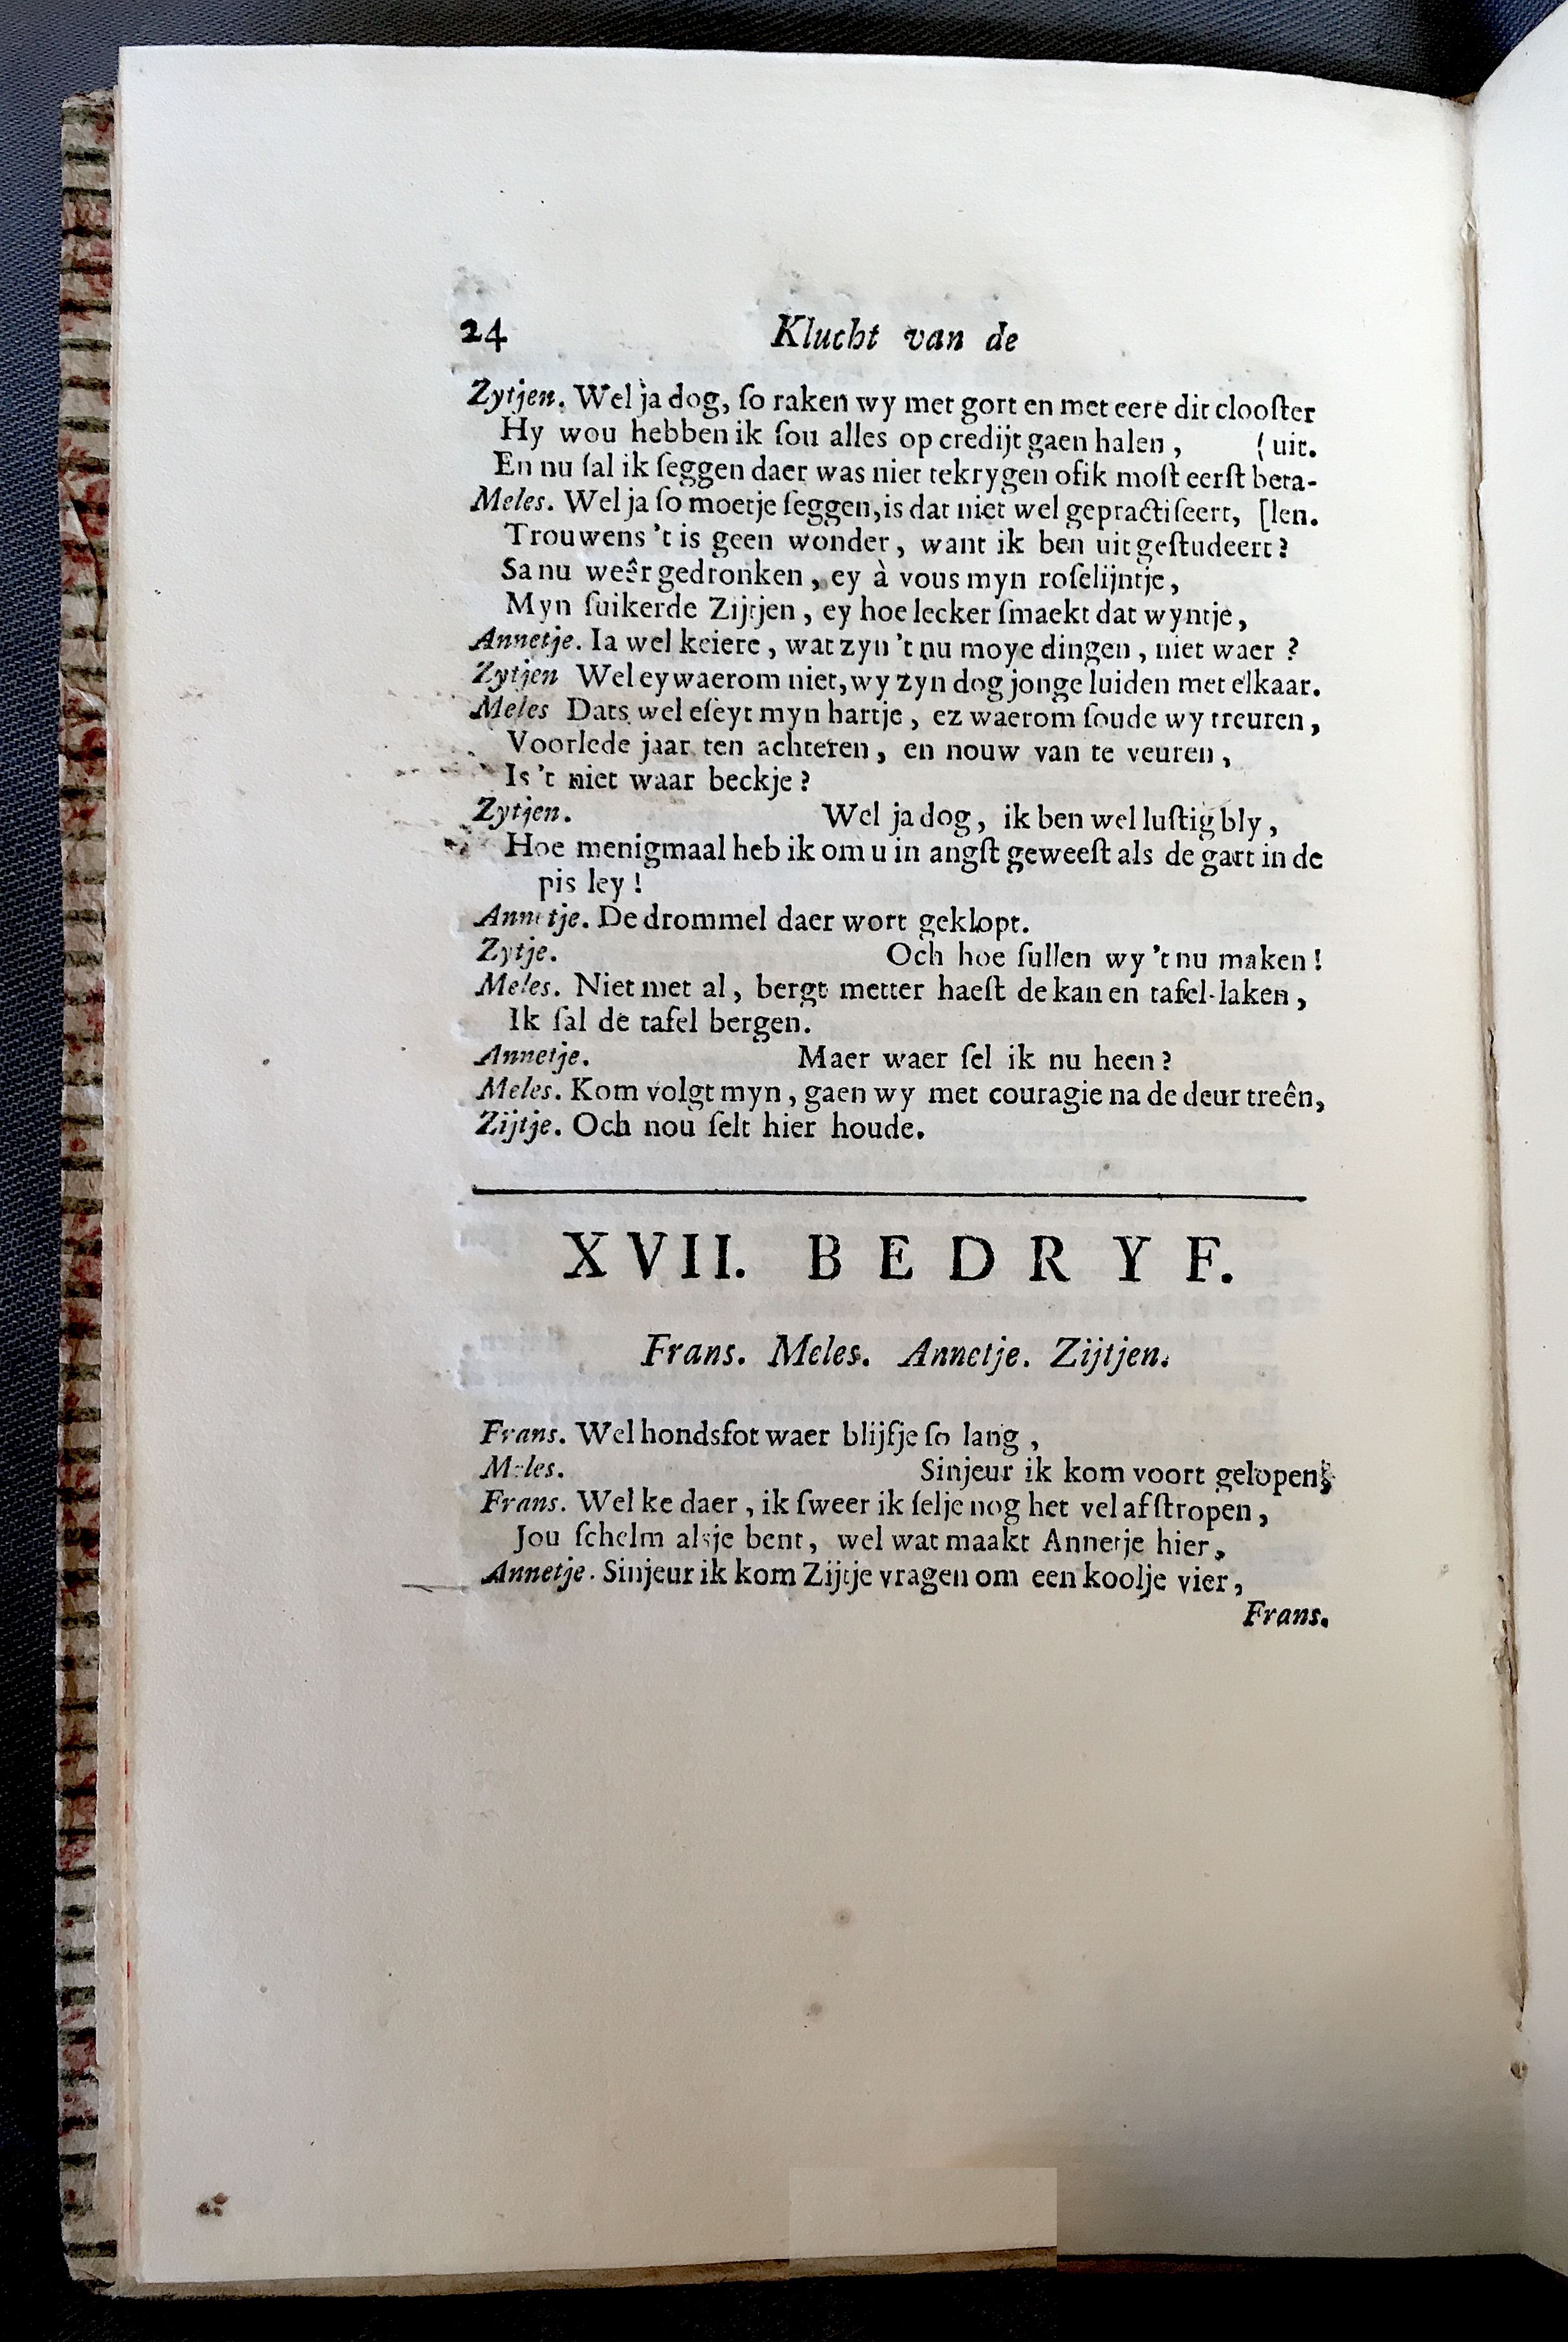 24 Klucht van de
Zytjen. Wel ja dog, ſo raken wy met gort en met eere dit clooſter
Hy wou hebben ik ſou alles op credijt gaen halen, (uit.
En nu ſal ik ſeggen daer was niet tekrygen ofik moſt eerſt beta-
Meles. Wel ja ſo moetje ſeggen, is dat niet wel gepractiſeert, [len.
Trouwens 't is geen wonder, want ik ben uitgeſtudeert?
Sa nu weêr gedronken, ey à vous myn roſelijntje,
Myn ſuikerde Zijtjen, ey hoe lecker ſmaekt dat wyntje,
Annetje. Ia wel keiere, wat zyn 't nu moye dingen, niet waer?
Zytjen Wel ey waerom niet, wy zyn dog jonge luiden met elkaar.
Meles Dats wel eſeyt myn hartje, ez waerom ſoude wy treuren,
Voorlede jaar ten achteren, en nouw van te veuren,
Is 't niet waar beckje?
Zytjen. Wel ja dog, ik ben wel luſtig bly,
Hoe menigmaal heb ik om u in angſt geweeſt als de gart in de
pis ley!
Annetje. De drommel daer wort geklopt.
Zytje. Och hoe ſullen wy 't nu maken!
Meles. Niet met al, bergt metter haeſt de kan en tafel-laken,
Ik ſal de tafel bergen.
Annetje. Maer waer ſel ik nu heen?
Meles. Kom volgt myn, gaen wy met couragie na de deur treên,
Zijtje. Och nou ſelt hier houde.
XVII. BEDRYF.
Frans. Meles. Annetje. Zijtjen.
Frans. Wel hondsfot waer blijfje ſo lang,
Meles. Sinjeur ik kom voort gelopen,
Frans. Wel ke daer, ik ſweer ik ſelje nog het vel afſtropen,
Jou ſchelm alsje bent, wel wat maakt Annetje hier,
Annetje. Sinjeur ik kom Zijtje vragen om een koolje vier,
Frans.